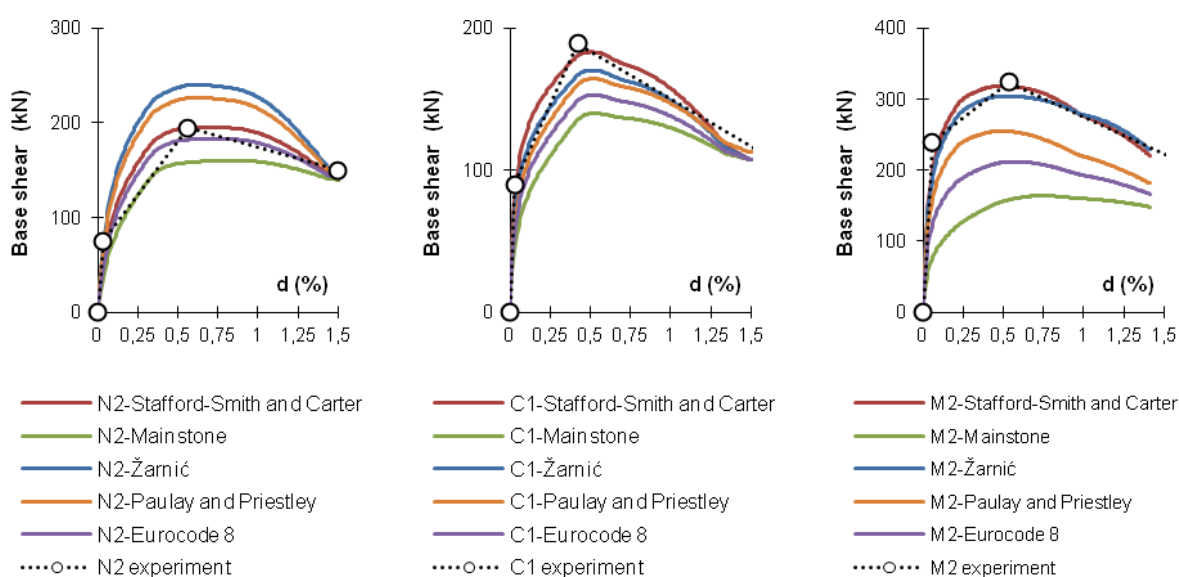 300
200
100
0
Base shear (kN)
d (%)
0 0,25 0,5 0,75 1 1,25 1,5
N2-Stafford-Smith and Carter
N2-Mainstone
N2-Žarnić
N2-Paulay and Priestley
N2-Eurocode 8
N2 experiment
200
100
0
Base shear (kN)
d (%)
0 0,25 0,5 0,75 1 1,25 1,5
C1-Stafford-Smith and Carter
C1-Mainstone
C1-Žarnić
C1-Paulay and Priestley
C1-Eurocode 8
C1 experiment
400
300
200
100
0
Base shear (kN)
d (%)
0 0,25 0,5 0,75 1 1,25 1,5
M2-Stafford-Smith and Carter
M2-Mainstone
M2-Žarnić
M2-Paulay and Priestley
M2-Eurocode 8
M2 experiment